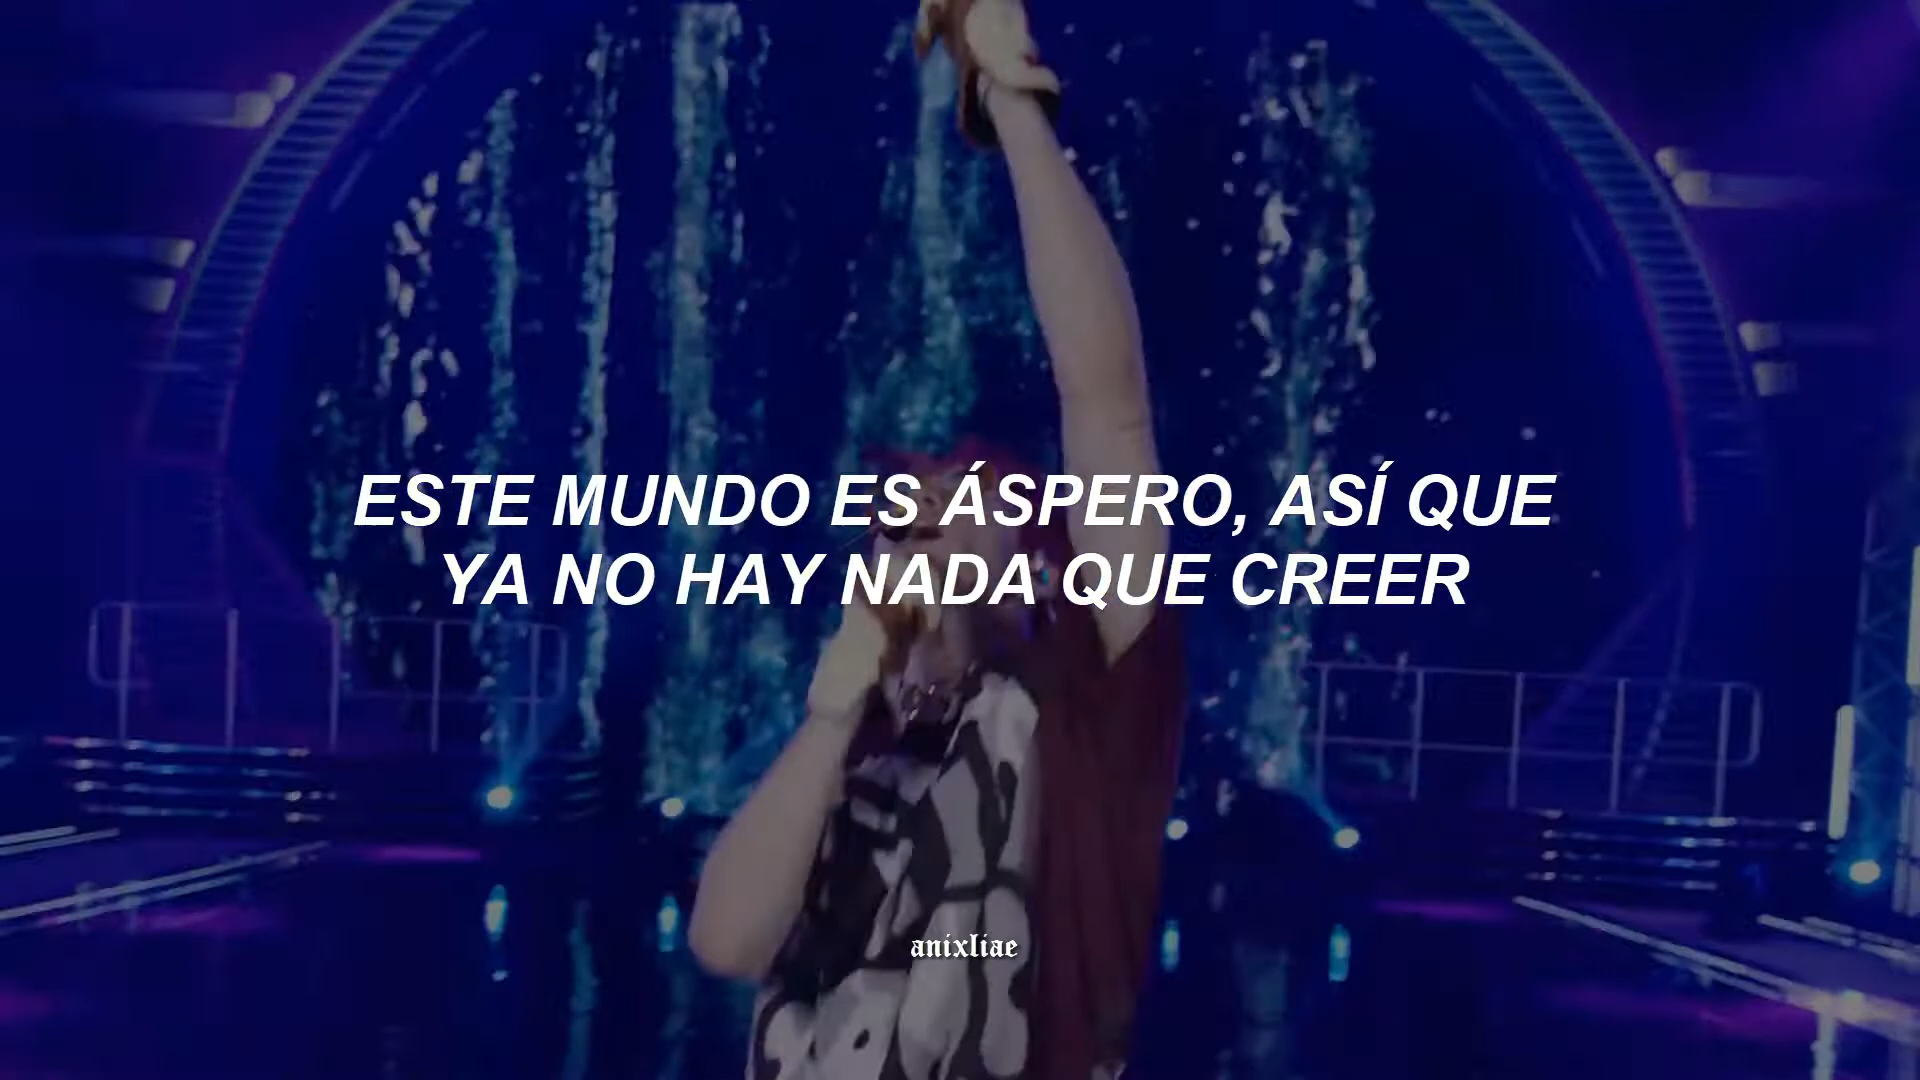 ESTE MUNDO ES ÁSPERO, ASÍ QUE
YA NO HAY NADA QUE CREER
anixliae